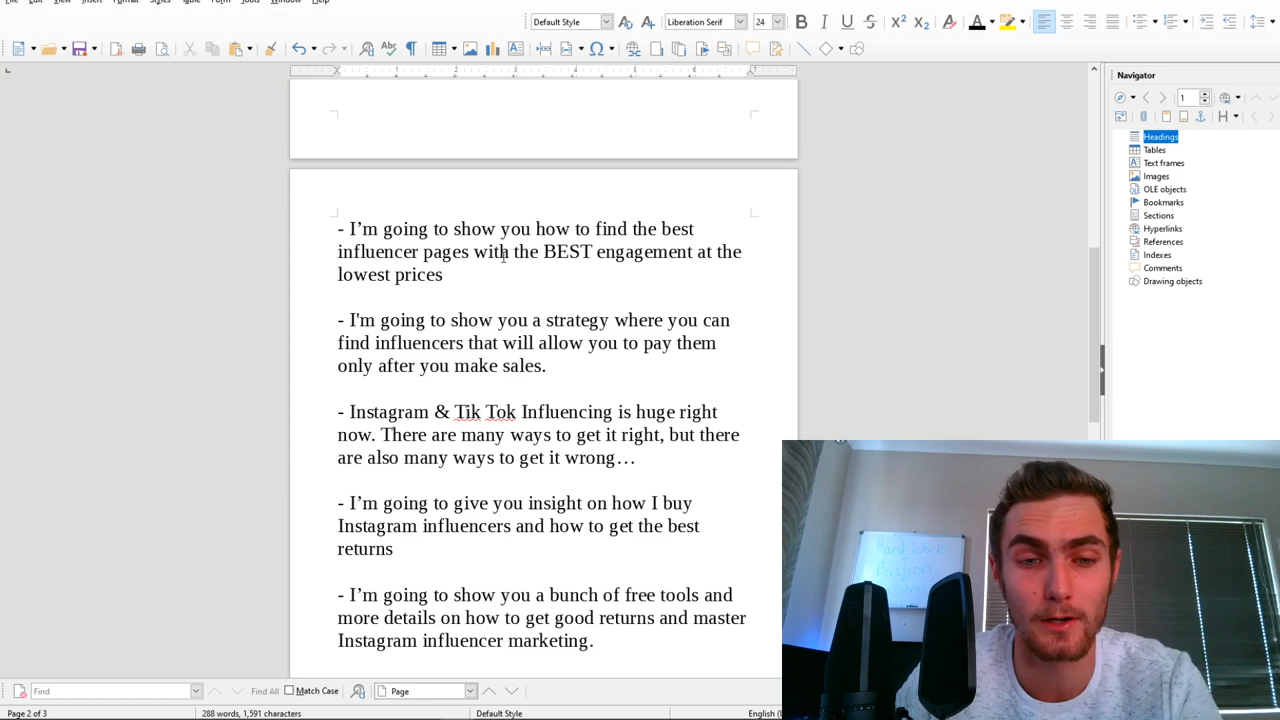 Default Style
Liberation Serif
24
Navigator
1
Headings
Tables
Text frames
Images
OLE objects
Bookmarks
Sections
Hyperlinks
References
Indexes
Comments
Drawing objects
- I’m going to show you how to find the best
influencer pages with the BEST engagement at the
lowest prices
- I'm going to show you a strategy where you can
find influencers that will allow you to pay them
only after you make sales.
- Instagram & Tik Tok Influencing is huge right
now. There are many ways to get it right, but there
are also many ways to get it wrong…
- I’m going to give you insight on how I buy
Instagram influencers and how to get the best
returns
- I’m going to show you a bunch of free tools and
more details on how to get good returns and master
Instagram influencer marketing.
Hard Work
+
Passion
Find
Find All
Match Case
Page
Page 2 of 3
288 words, 1,591 characters
Default Style
English (U